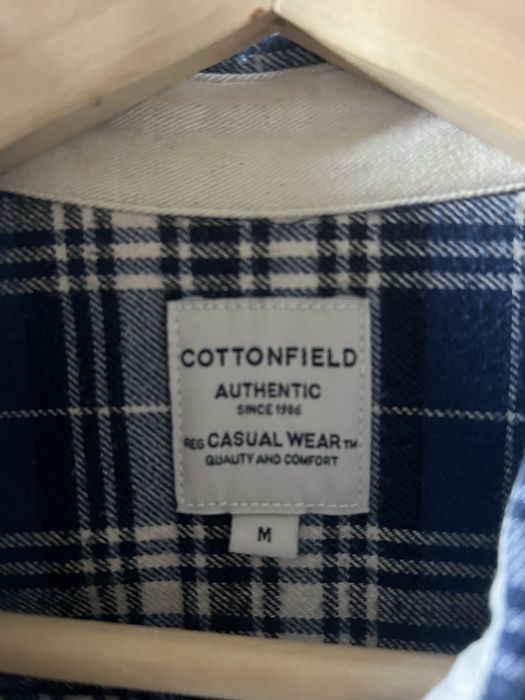 COTTONFIELD
AUTHENTIC
SINCE 1986
REG CASUAL WEAR TM
QUALITY AND COMFORT
M